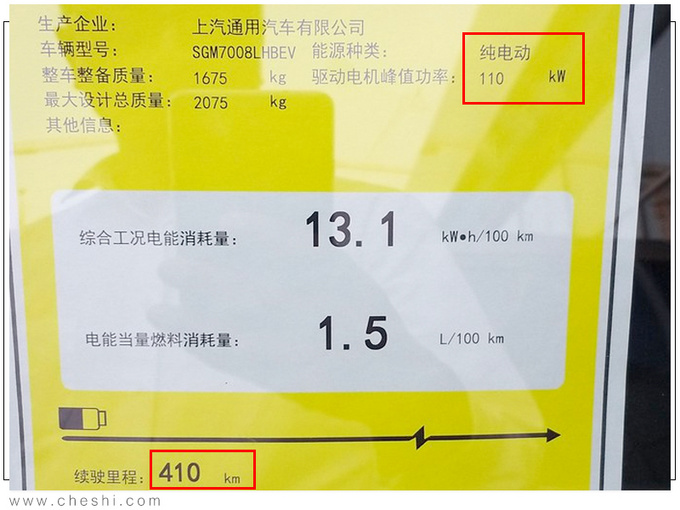 生产企业: 上汽通用汽车有限公司
车辆型号: SGM7008LHBEV 能源种类: 纯电动
整车整备质量: 1675 kg 驱动电机峰值功率: 110 kW
最大设计总质量: 2075 kg
其他信息:
综合工况电能消耗量: 13.1 kW•h/100 km
电能当量燃料消耗量: 1.5 L/100 km
续驶里程: 410 km
www.cheshi.com